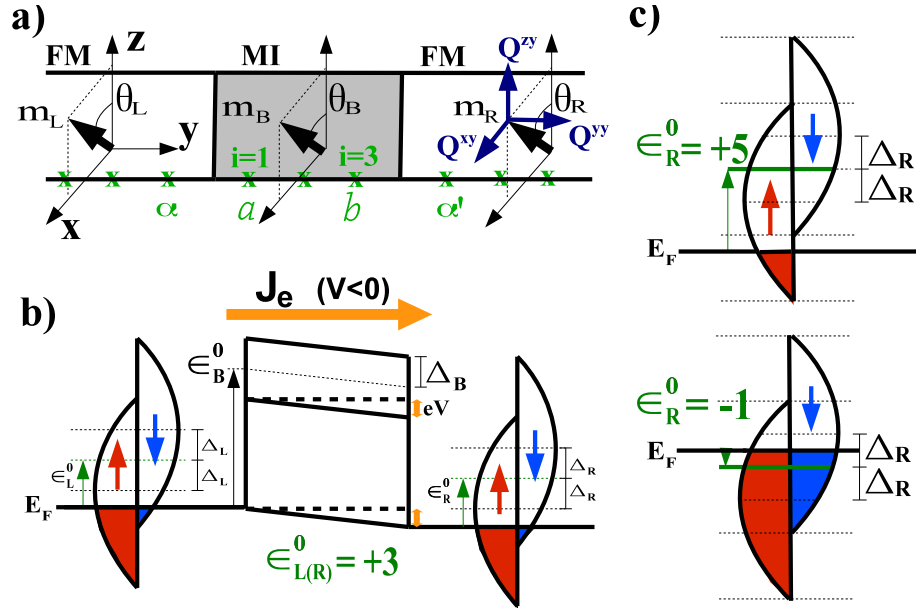 a)
FM MI FM
z
θ_L θ_B θ_R
m_L m_B m_R
Q^zy
Q^yy
Q^xy
y
i=1 i=3
x x x x x x x x x
α a b α'
x
b)
J_e (V<0)
∈_B^0
Δ_B
eV
∈_L^0
Δ_L
Δ_L
E_F
∈_R^0
Δ_R
Δ_R
∈_L(R)^0 = +3
c)
∈_R^0 = +5
Δ_R
Δ_R
E_F
∈_R^0 = -1
E_F
Δ_R
Δ_R